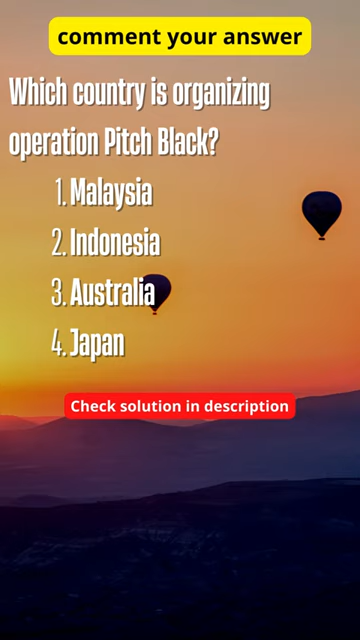 comment your answer
Which country is organizing
operation Pitch Black?
1. Malaysia
2. Indonesia
3. Australia
4. Japan
Check solution in description